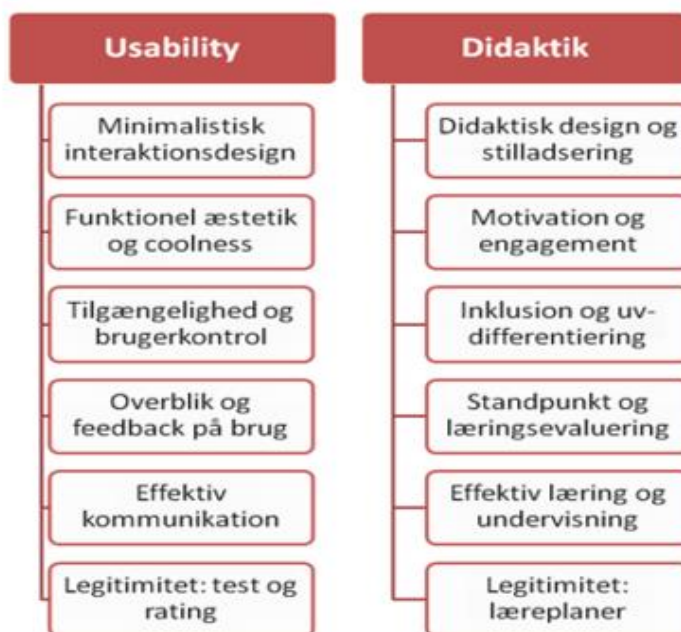 Usability
Minimalistisk
interaktionsdesign
Funktionel æstetik
og coolness
Tilgængelighed og
brugerkontrol
Overblik og
feedback på brug
Effektiv
kommunikation
Legitimitet: test og
rating
Didaktik
Didaktisk design og
stilladsering
Motivation og
engagement
Inklusion og uv-
differentiering
Standpunkt og
læringsevaluering
Effektiv læring og
undervisning
Legitimitet:
læreplaner